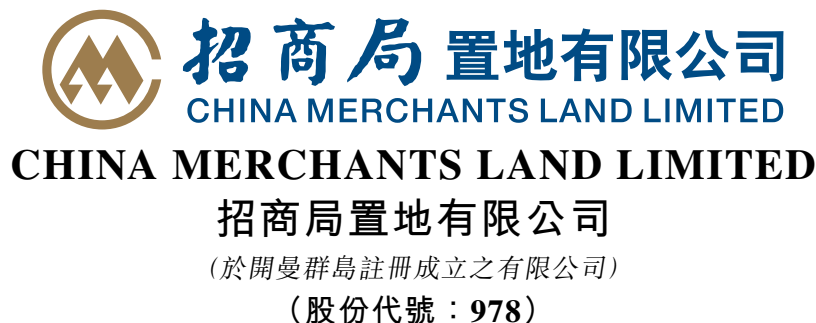 招商局置地有限公司
CHINA MERCHANTS LAND LIMITED
CHINA MERCHANTS LAND LIMITED
招商局置地有限公司
(於開曼群島註冊成立之有限公司)
（股份代號：978）